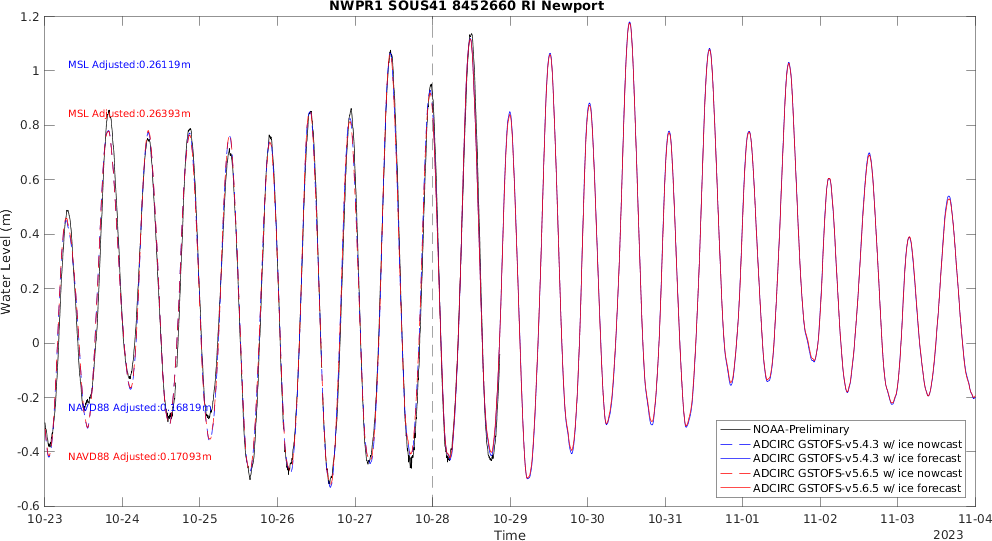 NWPR1 SOUS41 8452660 RI Newport
1.2
1
0.8
0.6
0.4
0.2
0
-0.2
-0.4
-0.6
Water Level (m)
MSL Adjusted:0.26119m
MSL Adjusted:0.26393m
NAVD88 Adjusted:0.16819m
NAVD88 Adjusted:0.17093m
NOAA-Preliminary
ADCIRC GSTOFS-v5.4.3 w/ ice nowcast
ADCIRC GSTOFS-v5.4.3 w/ ice forecast
ADCIRC GSTOFS-v5.6.5 w/ ice nowcast
ADCIRC GSTOFS-v5.6.5 w/ ice forecast
10-23 10-24 10-25 10-26 10-27 10-28 10-29 10-30 10-31 11-01 11-02 11-03 11-04
Time
2023